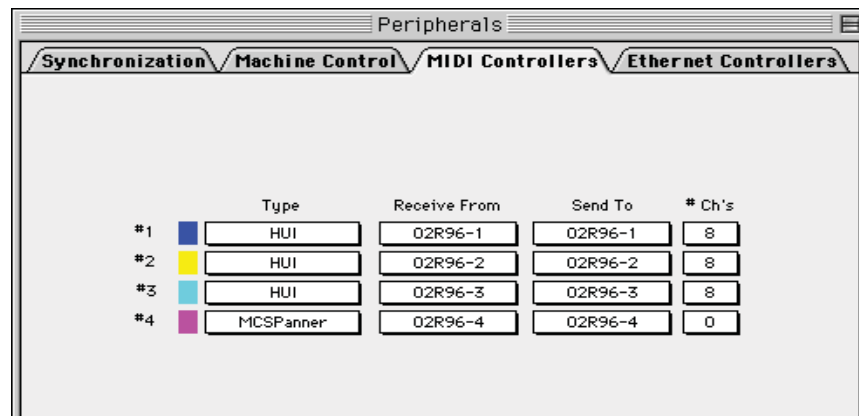 Peripherals
Synchronization Machine Control MIDI Controllers Ethernet Controllers
Type Receive From Send To # Ch's
#1 HUI 02R96-1 02R96-1 8
#2 HUI 02R96-2 02R96-2 8
#3 HUI 02R96-3 02R96-3 8
#4 MCSPanner 02R96-4 02R96-4 0